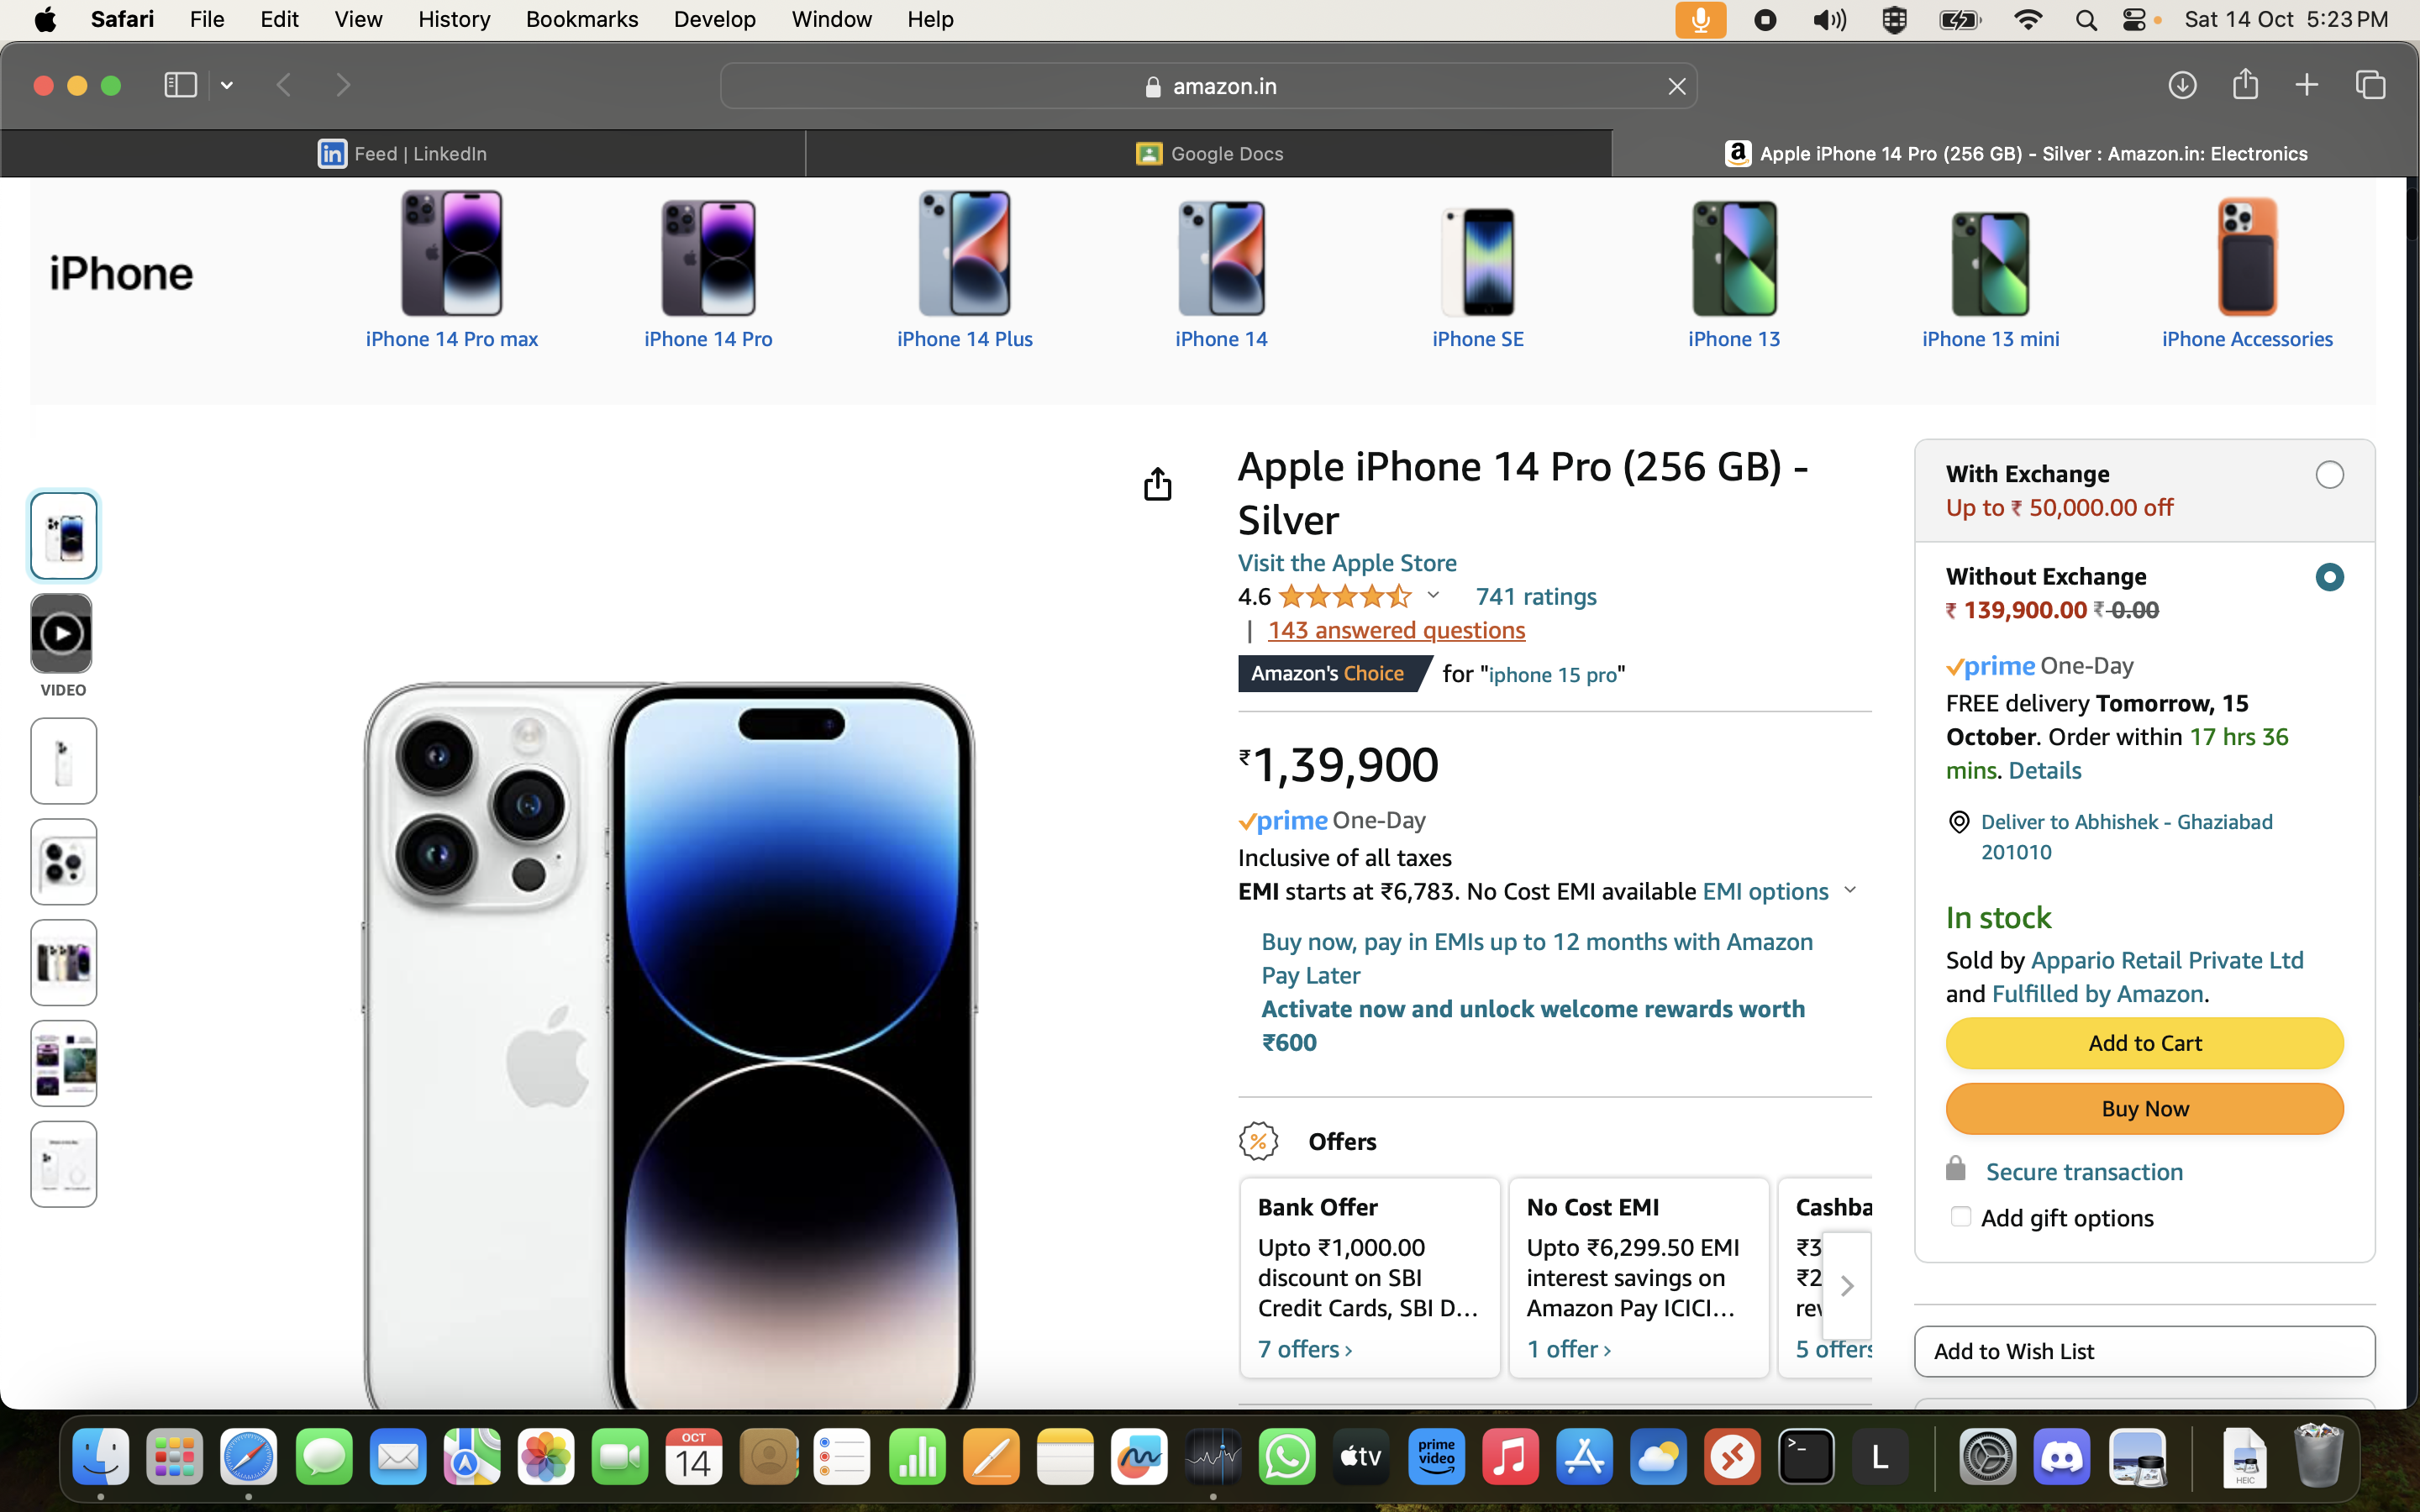 Safari File Edit View History Bookmarks Develop Window Help
Sat 14 Oct 5:23 PM
amazon.in
in Feed | LinkedIn
Google Docs
a Apple iPhone 14 Pro (256 GB) - Silver : Amazon.in: Electronics
iPhone
iPhone 14 Pro max
iPhone 14 Pro
iPhone 14 Plus
iPhone 14
iPhone SE
iPhone 13
iPhone 13 mini
iPhone Accessories
VIDEO
Apple iPhone 14 Pro (256 GB) -
Silver
Visit the Apple Store
4.6 741 ratings
| 143 answered questions
Amazon's Choice for "iphone 15 pro"
₹1,39,900
prime One-Day
Inclusive of all taxes
EMI starts at ₹6,783. No Cost EMI available EMI options
Buy now, pay in EMIs up to 12 months with Amazon
Pay Later
Activate now and unlock welcome rewards worth
₹600
Offers
Bank Offer
Upto ₹1,000.00
discount on SBI
Credit Cards, SBI D...
7 offers ›
No Cost EMI
Upto ₹6,299.50 EMI
interest savings on
Amazon Pay ICICI...
1 offer ›
Cashba
₹3
₹2
rev
5 offers
With Exchange
Up to ₹ 50,000.00 off
Without Exchange
₹ 139,900.00 ₹ 0.00
prime One-Day
FREE delivery Tomorrow, 15
October. Order within 17 hrs 36
mins. Details
Deliver to Abhishek - Ghaziabad
201010
In stock
Sold by Appario Retail Private Ltd
and Fulfilled by Amazon.
Add to Cart
Buy Now
Secure transaction
Add gift options
Add to Wish List
OCT
14
tv
prime
video
>_
L
HEIC